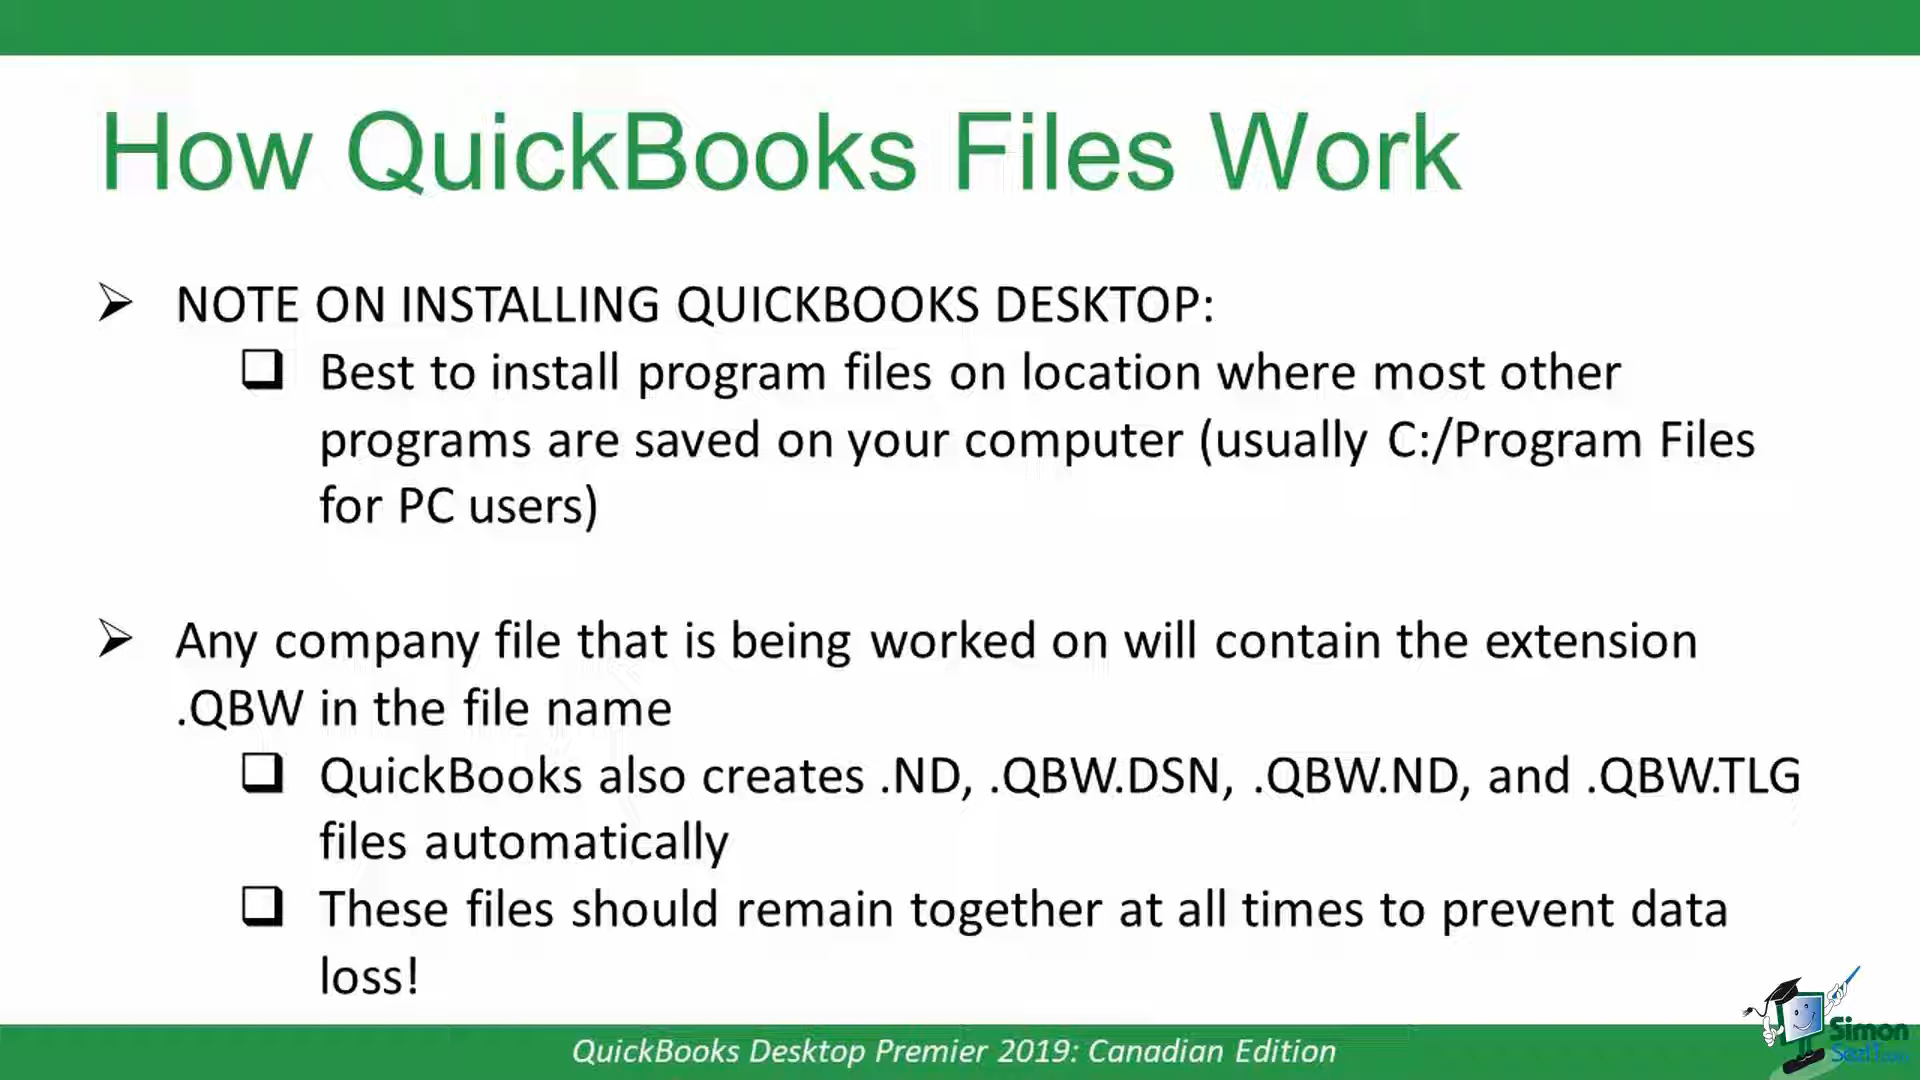 How QuickBooks Files Work
NOTE ON INSTALLING QUICKBOOKS DESKTOP:
Best to install program files on location where most other
programs are saved on your computer (usually C:/Program Files
for PC users)
Any company file that is being worked on will contain the extension
.QBW in the file name
QuickBooks also creates .ND, .QBW.DSN, .QBW.ND, and .QBW.TLG
files automatically
These files should remain together at all times to prevent data
loss!
QuickBooks Desktop Premier 2019: Canadian Edition
Simon
SezIT.com